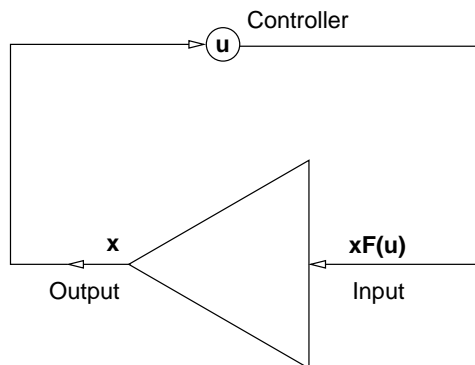 Controller
u
x
xF(u)
Output
Input